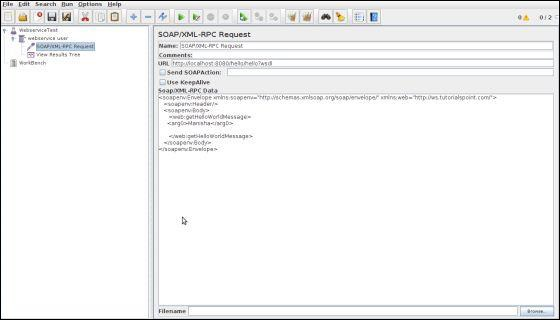 File Edit Search Run Options Help
0 / 2
WebserviceTest
webservice user
SOAP/XML-RPC Request
View Results Tree
WorkBench
SOAP/XML-RPC Request
Name: SOAP/XML-RPC Request
Comments:
URL http://localhost:8080/hello/hello?wsdl
Send SOAPAction:
Use KeepAlive
Soap/XML-RPC Data
<soapenv:Envelope xmlns:soapenv="http://schemas.xmlsoap.org/soap/envelope/" xmlns:web="http://ws.tutorialspoint.com/">
<soapenv:Header/>
<soapenv:Body>
<web:getHelloWorldMessage>
<arg0>Manisha</arg0>
</web:getHelloWorldMessage>
</soapenv:Body>
</soapenv:Envelope>
Filename Browse...